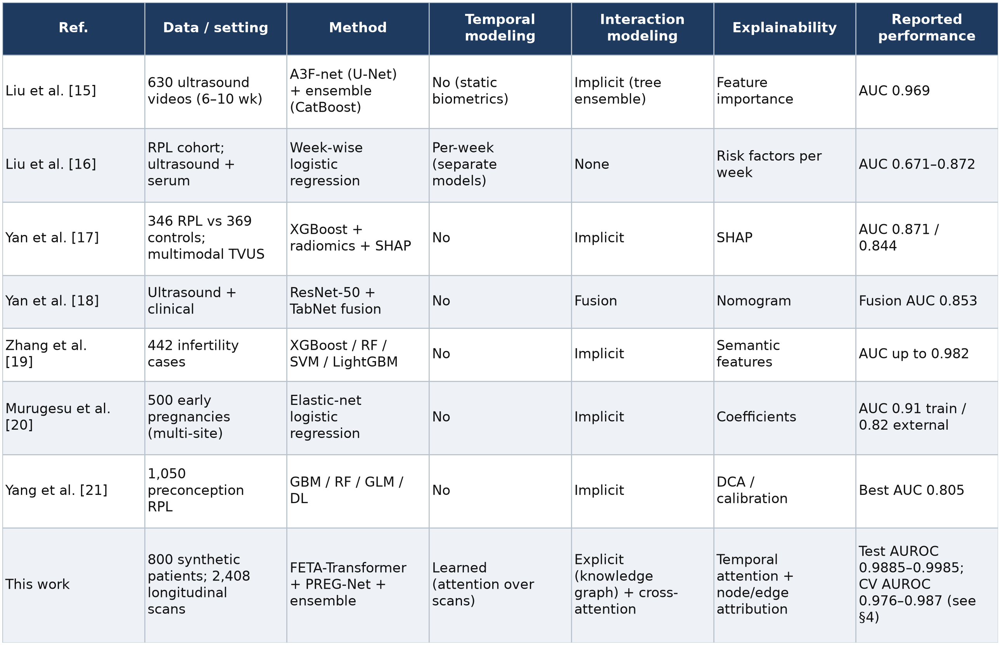 Ref.
Data / setting
Method
Temporal
modeling
Interaction
modeling
Explainability
Reported
performance
Liu et al. [15]
630 ultrasound
videos (6–10 wk)
A3F-net (U-Net)
+ ensemble
(CatBoost)
No (static
biometrics)
Implicit (tree
ensemble)
Feature
importance
AUC 0.969
Liu et al. [16]
RPL cohort;
ultrasound +
serum
Week-wise
logistic
regression
Per-week
(separate
models)
None
Risk factors per
week
AUC 0.671–0.872
Yan et al. [17]
346 RPL vs 369
controls;
multimodal TVUS
XGBoost +
radiomics + SHAP
No
Implicit
SHAP
AUC 0.871 /
0.844
Yan et al. [18]
Ultrasound +
clinical
ResNet-50 +
TabNet fusion
No
Fusion
Nomogram
Fusion AUC 0.853
Zhang et al.
[19]
442 infertility
cases
XGBoost / RF /
SVM / LightGBM
No
Implicit
Semantic
features
AUC up to 0.982
Murugesu et al.
[20]
500 early
pregnancies
(multi-site)
Elastic-net
logistic
regression
No
Implicit
Coefficients
AUC 0.91 train /
0.82 external
Yang et al. [21]
1,050
preconception
RPL
GBM / RF / GLM /
DL
No
Implicit
DCA /
calibration
Best AUC 0.805
This work
800 synthetic
patients; 2,408
longitudinal
scans
FETA-Transformer
+ PREG-Net +
ensemble
Learned
(attention over
scans)
Explicit
(knowledge
graph) + cross-
attention
Temporal
attention +
node/edge
attribution
Test AUROC
0.9885–0.9985;
CV AUROC
0.976–0.987 (see
§4)